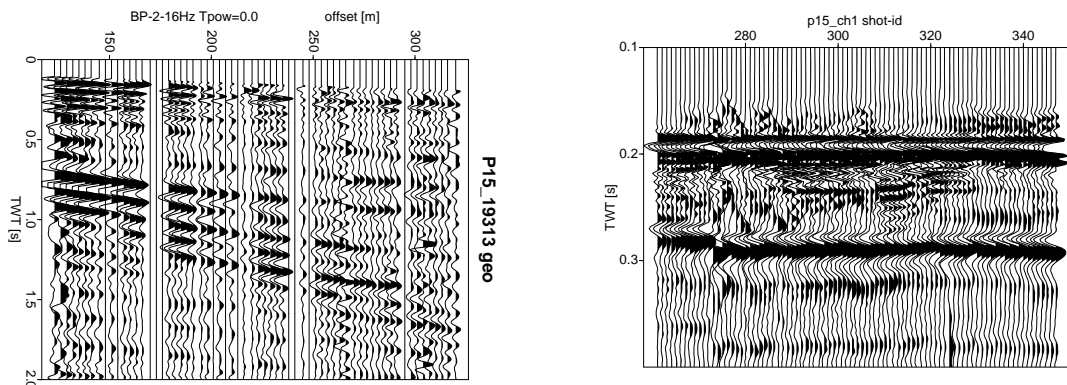 BP-2-16Hz Tpow=0.0 offset [m]
150 200 250 300
0
0.5
1.0
1.5
2.0
TWT [s]
P15_19313 geo
p15_ch1 shot-id
280 300 320 340
0.1
0.2
0.3
TWT [s]